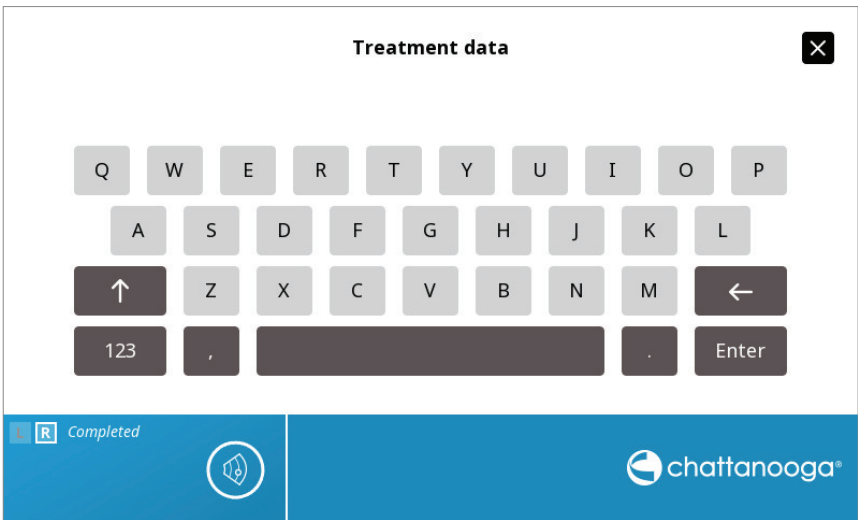 Treatment data
Q W E R T Y U I O P
A S D F G H J K L
Z X C V B N M
123 , . Enter
L R Completed
chattanooga®